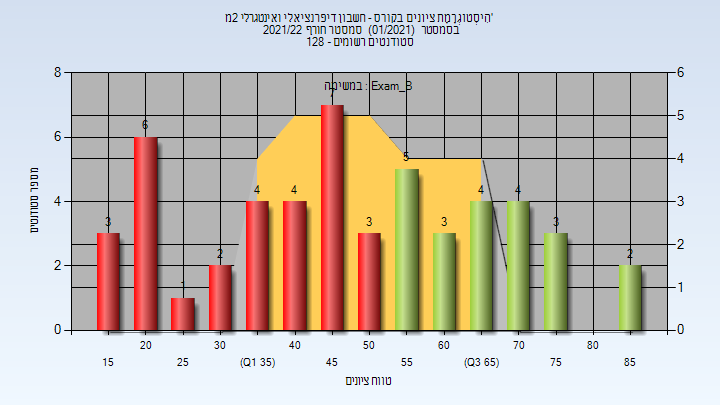 'הִיסְטוֹגְרָמַת ציונים בקורס - חשבון דיפרנציאלי ואינטגרלי 2מ
בסמסטר (01/2021) סמסטר חורף 2021/22
סטודנטים רשומים - 128
במשימה : Exam_B
8 6 4 2 0
מספר סטודנטים
6 5 4 3 2 1 0
3 6 1 2 4 4 7 3 5 3 4 4 3 2
20 30 40 50 60 70 80
15 25 (Q1 35) 45 55 (Q3 65) 75 85
טווח ציונים